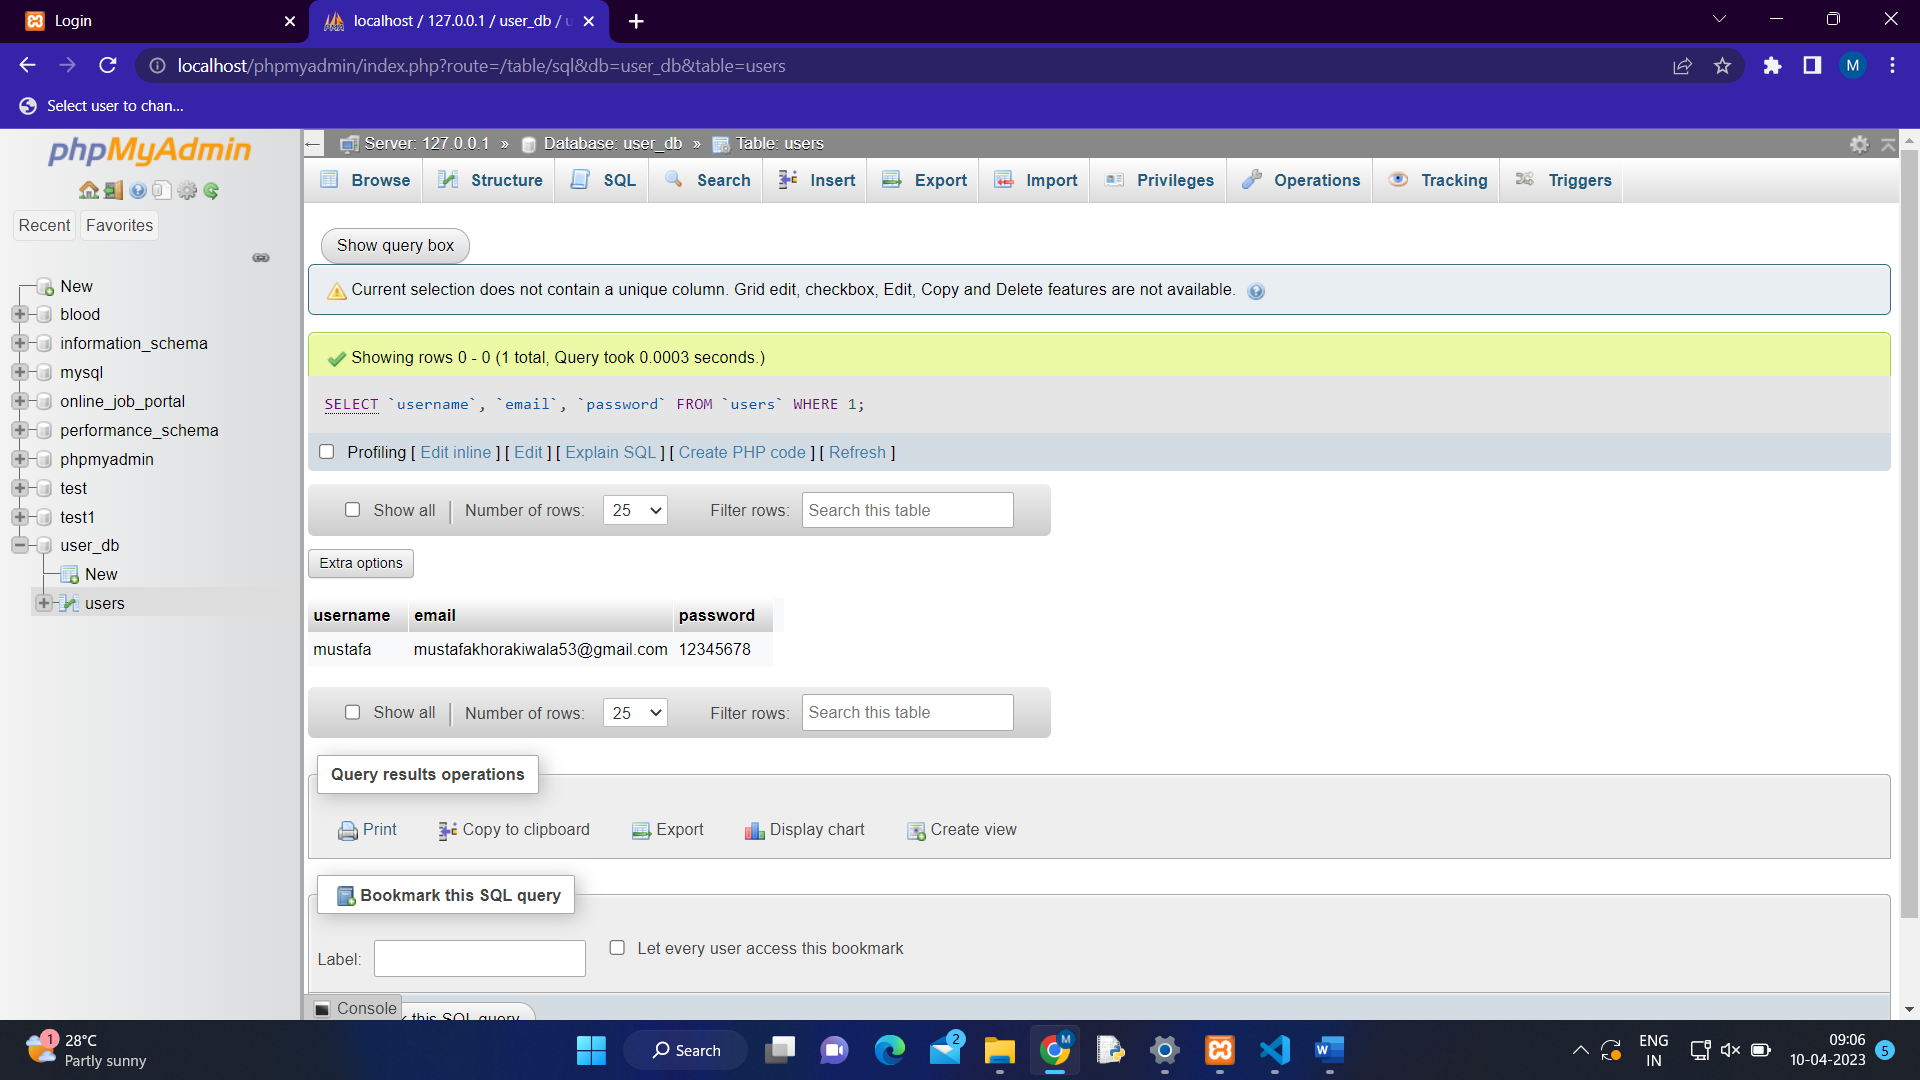 Login
localhost / 127.0.0.1 / user_db / u
localhost/phpmyadmin/index.php?route=/table/sql&db=user_db&table=users
M
Select user to chan...
phpMyAdmin
Recent
Favorites
New
blood
information_schema
mysql
online_job_portal
performance_schema
phpmyadmin
test
test1
user_db
New
users
Server: 127.0.0.1 » Database: user_db » Table: users
Browse Structure SQL Search Insert Export Import Privileges Operations Tracking Triggers
Show query box
Current selection does not contain a unique column. Grid edit, checkbox, Edit, Copy and Delete features are not available.
Showing rows 0 - 0 (1 total, Query took 0.0003 seconds.)
SELECT `username`, `email`, `password` FROM `users` WHERE 1;
Profiling [ Edit inline ] [ Edit ] [ Explain SQL ] [ Create PHP code ] [ Refresh ]
Show all | Number of rows: 25 Filter rows: Search this table
Extra options
username email password
mustafa mustafakhorakiwala53@gmail.com 12345678
Show all | Number of rows: 25 Filter rows: Search this table
Query results operations
Print Copy to clipboard Export Display chart Create view
Bookmark this SQL query
Label:
Let every user access this bookmark
Console
this SQL query
1
28°C
Partly sunny
Search
2
M
ENG
IN
09:06
10-04-2023
5